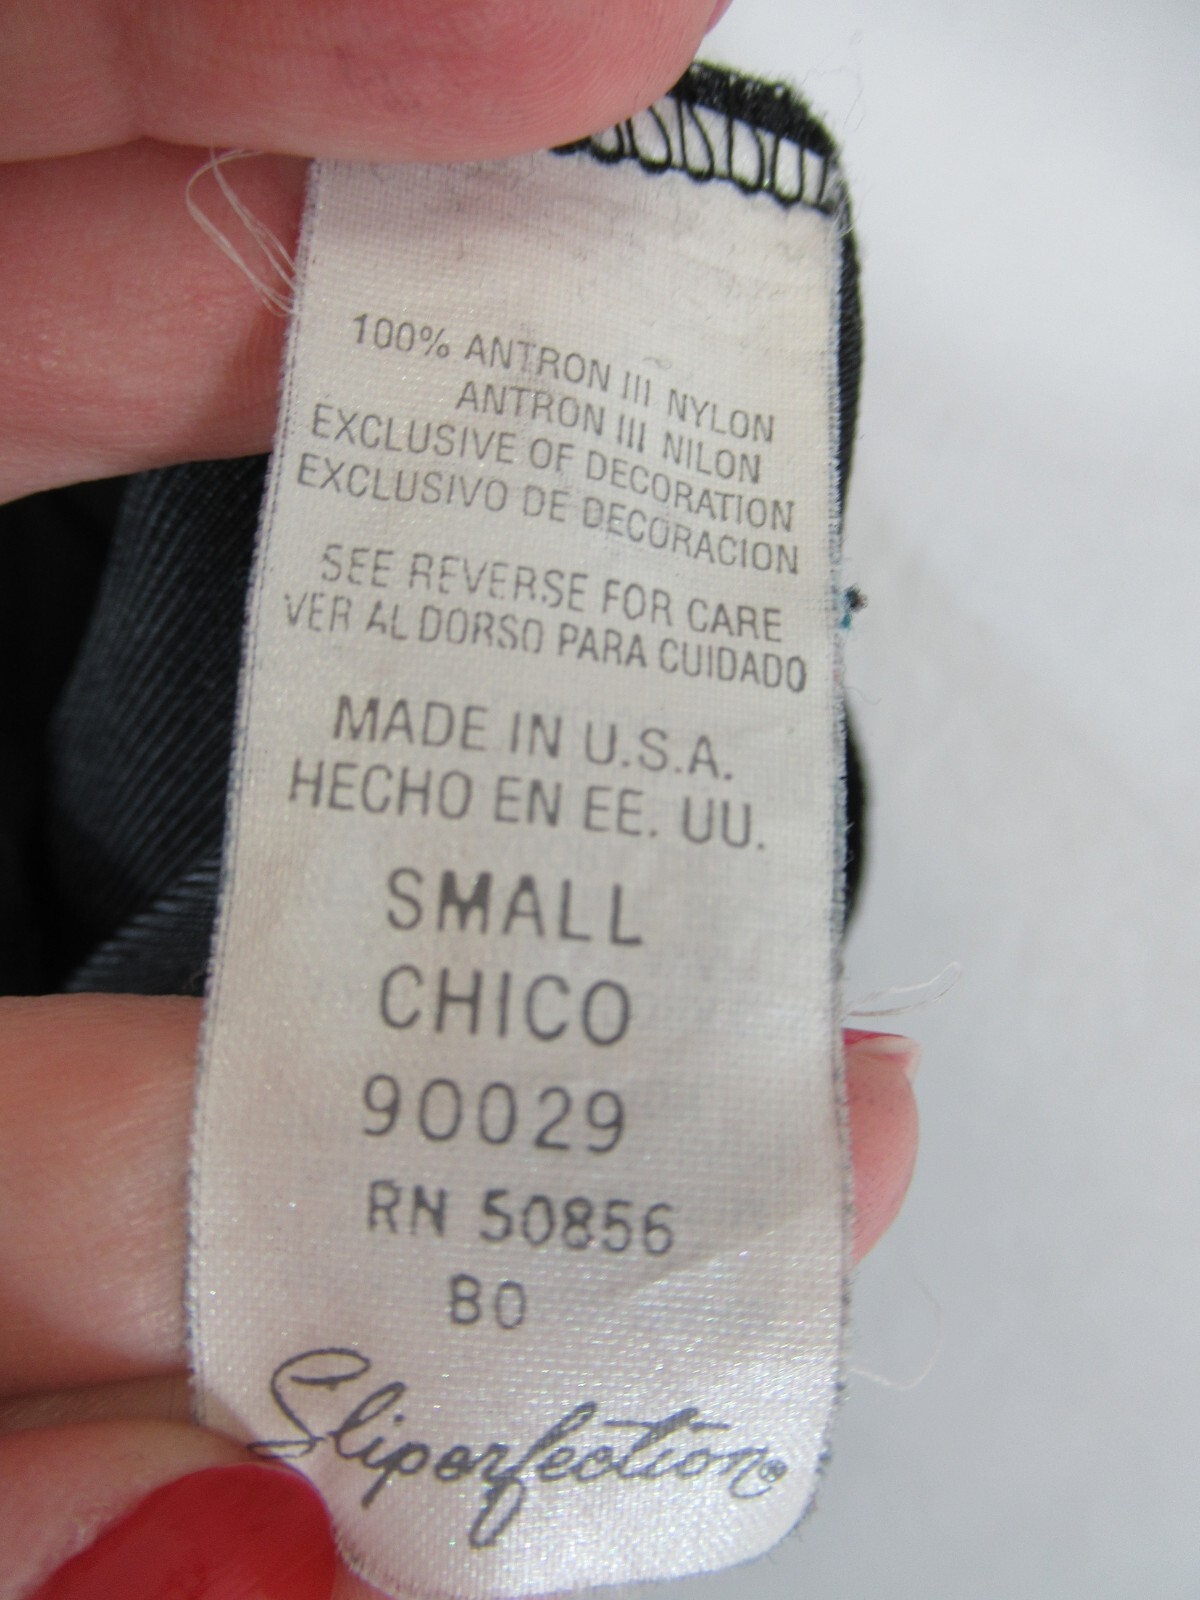 100% ANTRON III NYLON
ANTRON III NILON
EXCLUSIVE OF DECORATION
EXCLUSIVO DE DECORACION
SEE REVERSE FOR CARE
VER AL DORSO PARA CUIDADO
MADE IN U.S.A.
HECHO EN EE. UU.
SMALL
CHICO
90029
RN 50856
BO
Sliperfection®